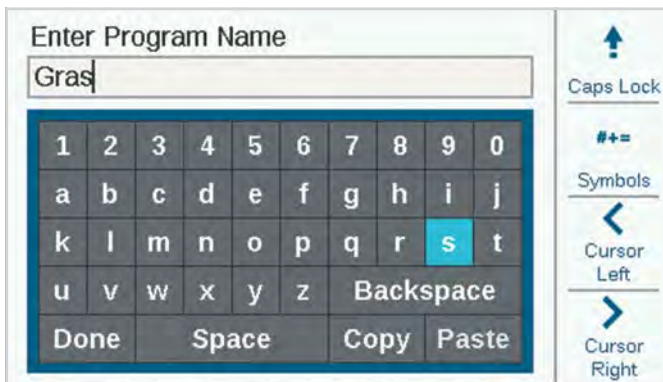 Enter Program Name
Gras
1 2 3 4 5 6 7 8 9 0
a b c d e f g h i j
k l m n o p q r s t
u v w x y z Backspace
Done Space Copy Paste
Caps Lock
#+=
Symbols
Cursor
Left
Cursor
Right